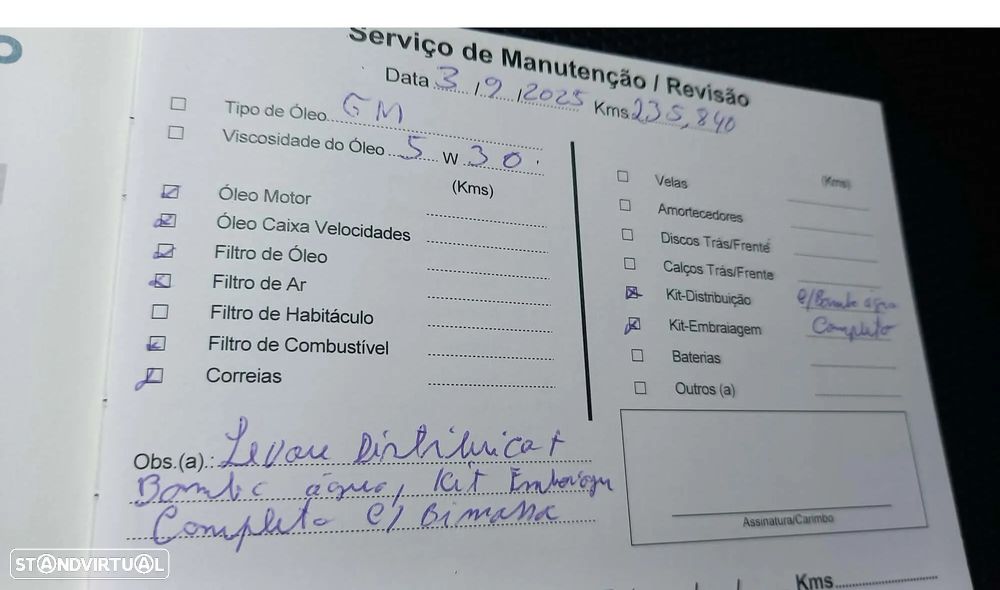 Serviço de Manutenção / Revisão
Data 3 / 9 / 2025 Kms 235,840
Tipo de Óleo GM
Viscosidade do Óleo 5 W 30
(Kms)
Óleo Motor
Óleo Caixa Velocidades
Filtro de Óleo
Filtro de Ar
Filtro de Habitáculo
Filtro de Combustível
Correias
(Kms)
Velas
Amortecedores
Discos Trás/Frente
Calços Trás/Frente
Kit-Distribuição c/Bomba água
Kit-Embraiagem Completo
Baterias
Outros (a)
Obs.(a).: Levou +
Bomba água, Kit
Completo c/ Bimassa
Assinatura/Carimbo
Kms
STANDVIRTUAL